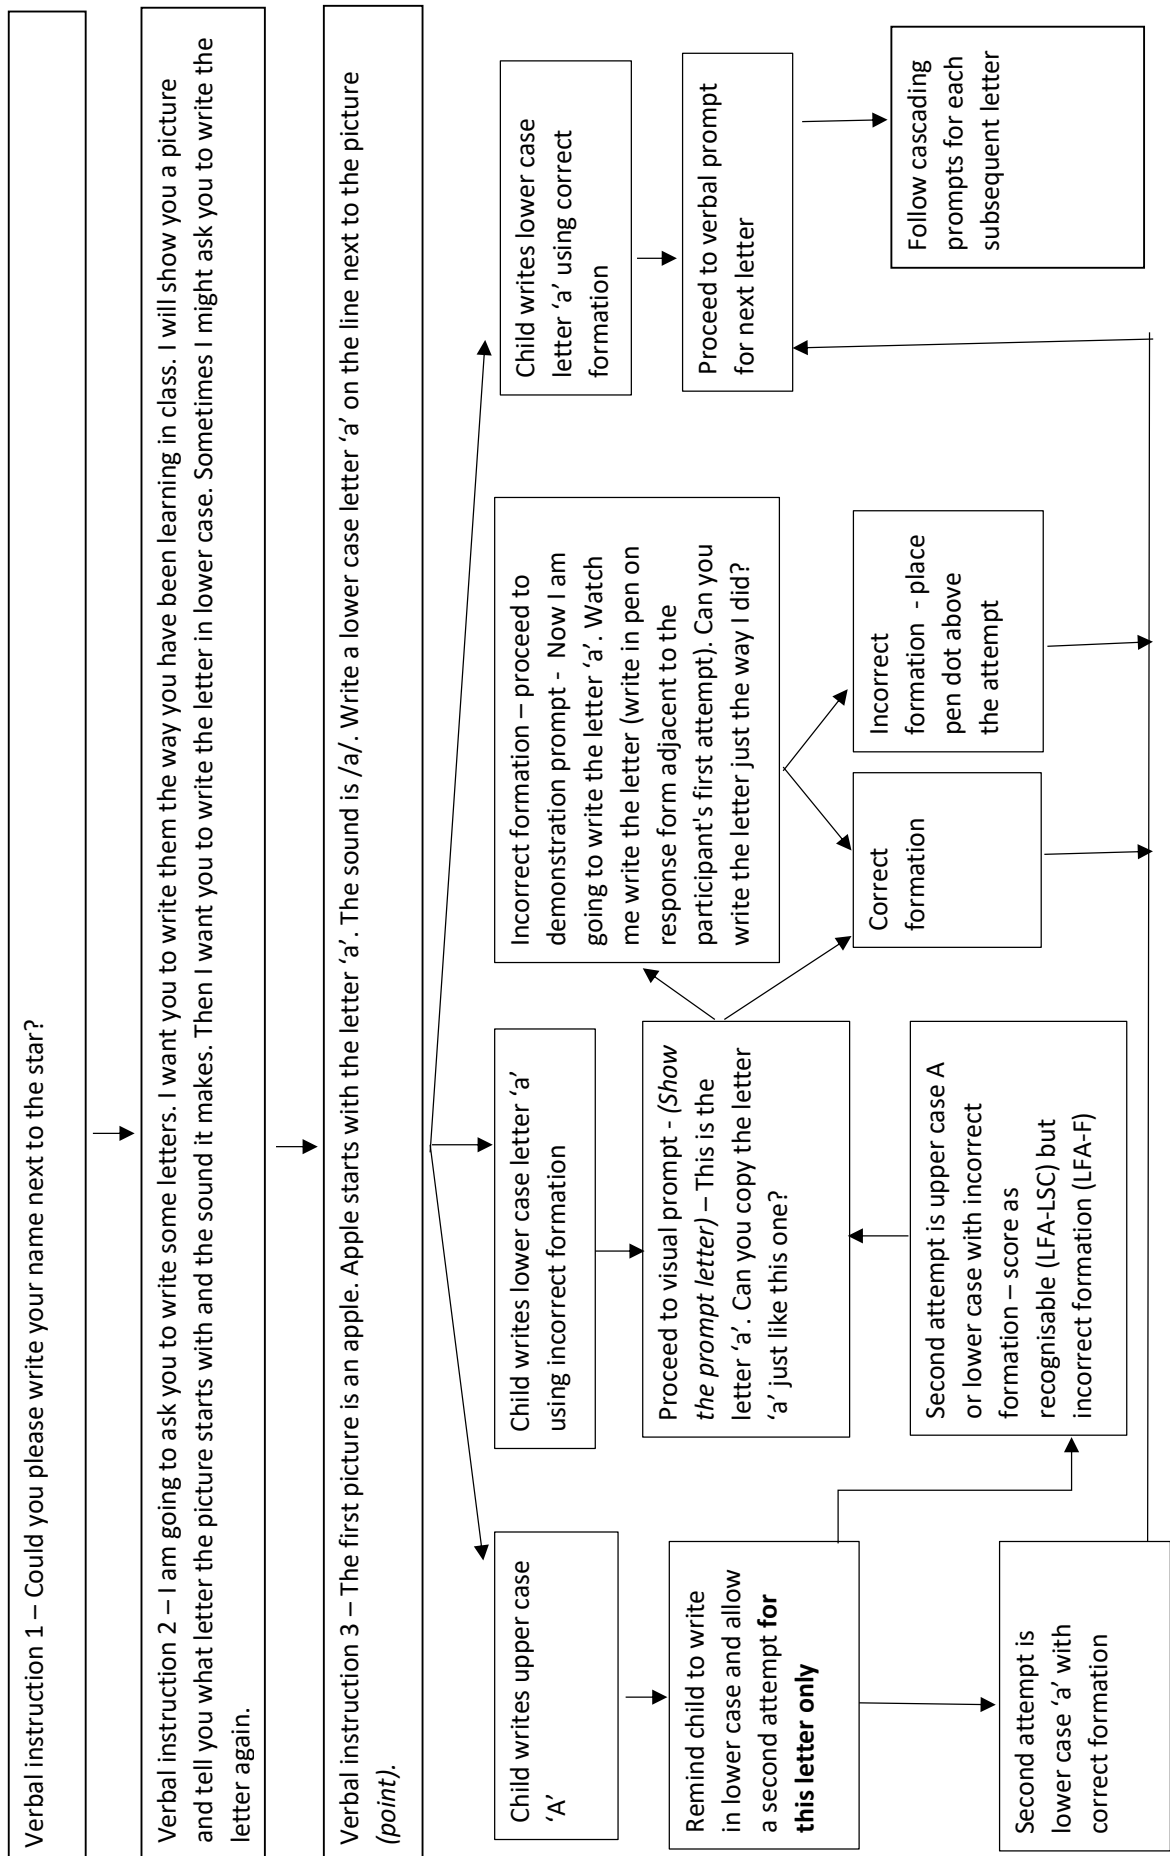 Verbal instruction 1 – Could you please write your name next to the star?
Verbal instruction 2 – I am going to ask you to write some letters. I want you to write them the way you have been learning in class. I will show you a picture
and tell you what letter the picture starts with and the sound it makes. Then I want you to write the letter in lower case. Sometimes I might ask you to write the
letter again.
Verbal instruction 3 – The first picture is an apple. Apple starts with the letter ‘a’. The sound is /a/. Write a lower case letter ‘a’ on the line next to the picture
(point).
Child writes upper case
‘A’
Child writes lower case letter ‘a’
using incorrect formation
Incorrect formation – proceed to
demonstration prompt - Now I am
going to write the letter ‘a’. Watch
me write the letter (write in pen on
response form adjacent to the
participant's first attempt). Can you
write the letter just the way I did?
Child writes lower case
letter ‘a’ using correct
formation
Remind child to write
in lower case and allow
a second attempt for
this letter only
Proceed to visual prompt - (Show
the prompt letter) – This is the
letter ‘a’. Can you copy the letter
‘a’ just like this one?
Proceed to verbal prompt
for next letter
Correct
formation
Incorrect
formation - place
pen dot above
the attempt
Follow cascading
prompts for each
subsequent letter
Second attempt is
lower case ‘a’ with
correct formation
Second attempt is upper case A
or lower case with incorrect
formation – score as
recognisable (LFA-LSC) but
incorrect formation (LFA-F)